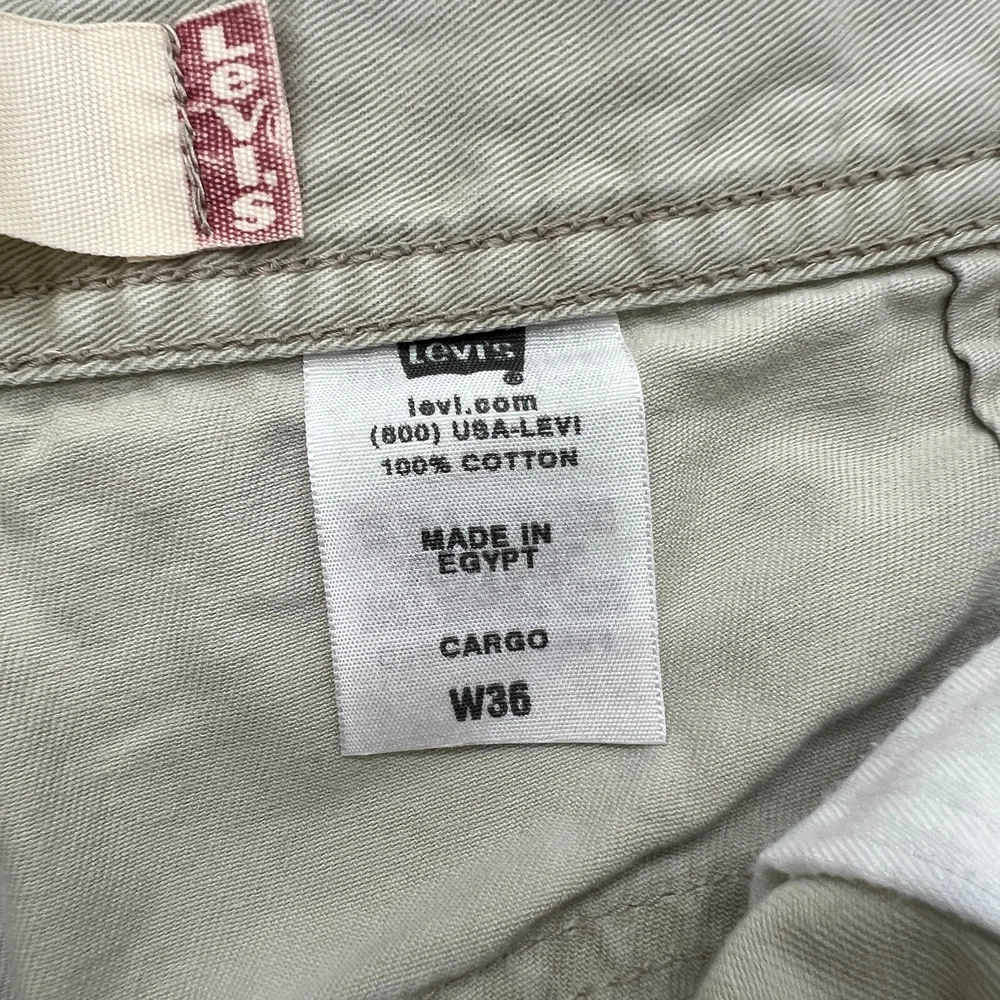 LEVI'S
Levi's ®
levi.com
(800) USA-LEVI
100% COTTON
MADE IN
EGYPT
CARGO
W36